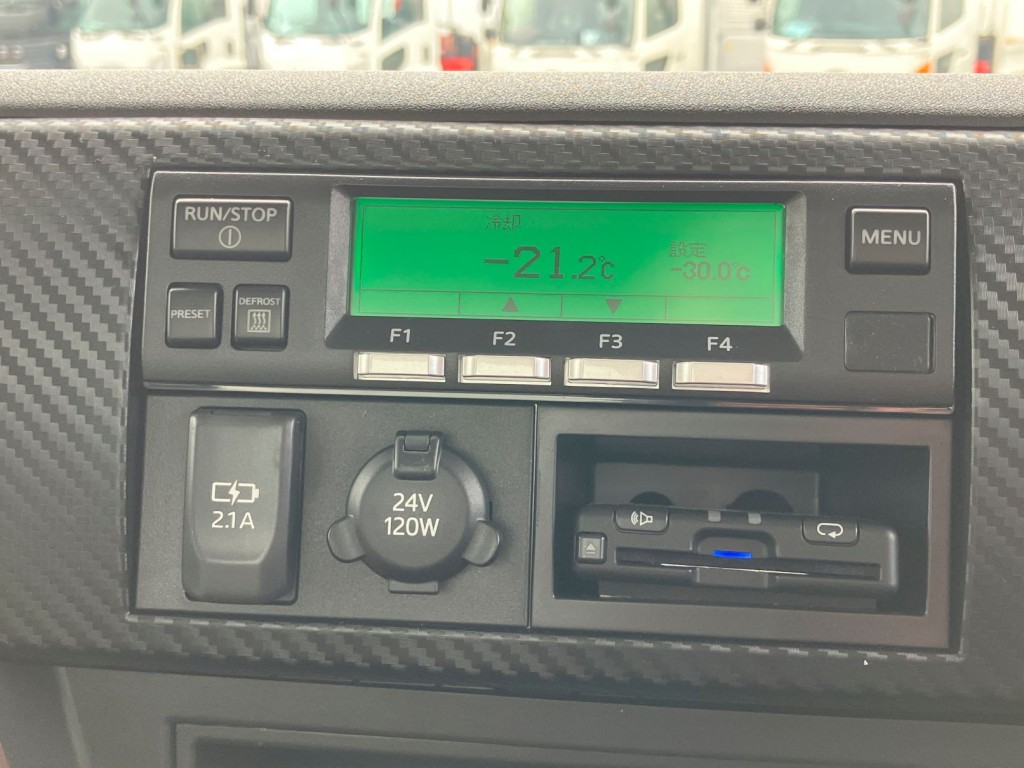 RUN/STOP
冷却
-21.2℃
設定
-30.0℃
MENU
PRESET
DEFROST
▲
▼
F1
F2
F3
F4
2.1A
24V
120W